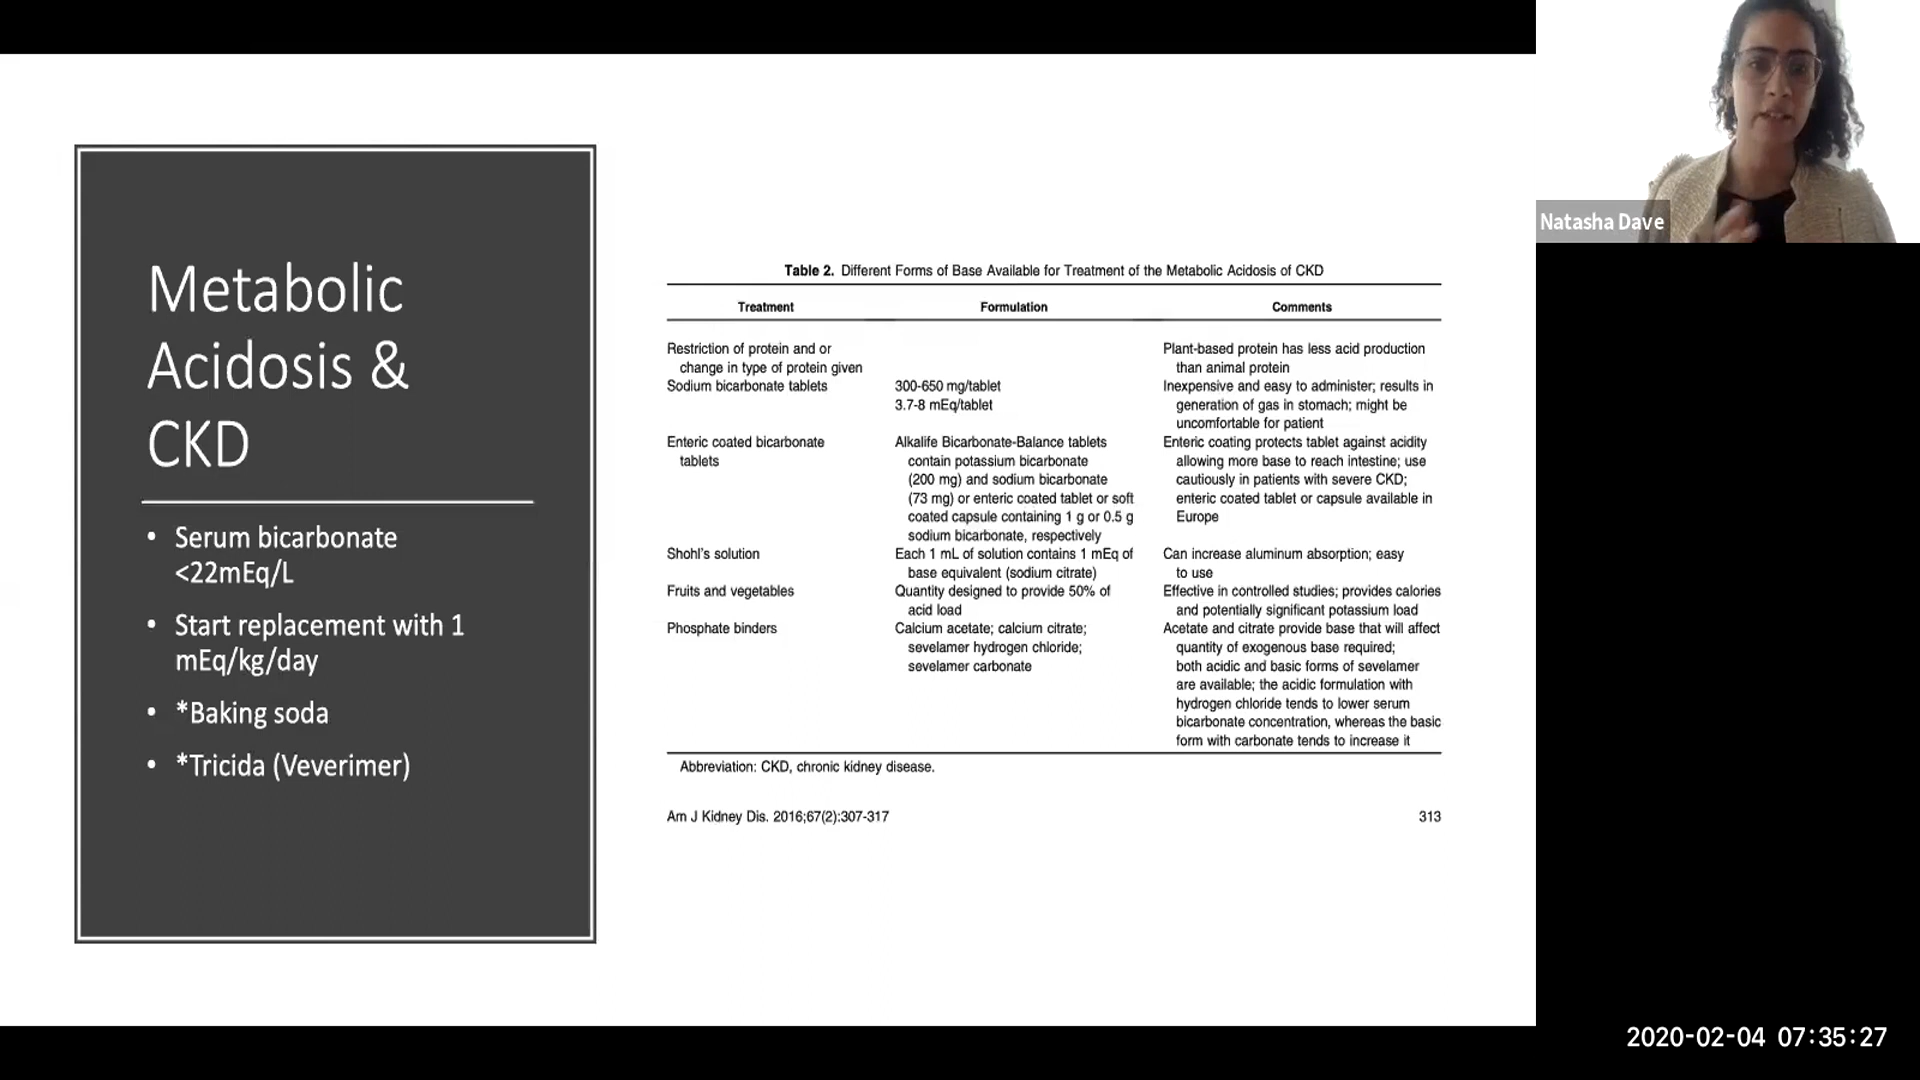 Metabolic
Acidosis &
CKD
• Serum bicarbonate
<22mEq/L
• Start replacement with 1
mEq/kg/day
• *Baking soda
• *Tricida (Veverimer)
Table 2. Different Forms of Base Available for Treatment of the Metabolic Acidosis of CKD
Treatment Formulation Comments
Restriction of protein and or
change in type of protein given
Plant-based protein has less acid production
than animal protein
Sodium bicarbonate tablets
300-650 mg/tablet
3.7-8 mEq/tablet
Inexpensive and easy to administer; results in
generation of gas in stomach; might be
uncomfortable for patient
Enteric coated bicarbonate
tablets
Alkalife Bicarbonate-Balance tablets
contain potassium bicarbonate
(200 mg) and sodium bicarbonate
(73 mg) or enteric coated tablet or soft
coated capsule containing 1 g or 0.5 g
sodium bicarbonate, respectively
Enteric coating protects tablet against acidity
allowing more base to reach intestine; use
cautiously in patients with severe CKD;
enteric coated tablet or capsule available in
Europe
Shohl's solution
Each 1 mL of solution contains 1 mEq of
base equivalent (sodium citrate)
Can increase aluminum absorption; easy
to use
Fruits and vegetables
Quantity designed to provide 50% of
acid load
Effective in controlled studies; provides calories
and potentially significant potassium load
Phosphate binders
Calcium acetate; calcium citrate;
sevelamer hydrogen chloride;
sevelamer carbonate
Acetate and citrate provide base that will affect
quantity of exogenous base required;
both acidic and basic forms of sevelamer
are available; the acidic formulation with
hydrogen chloride tends to lower serum
bicarbonate concentration, whereas the basic
form with carbonate tends to increase it
Abbreviation: CKD, chronic kidney disease.
Am J Kidney Dis. 2016;67(2):307-317 313
Natasha Dave
2020-02-04 07:35:27